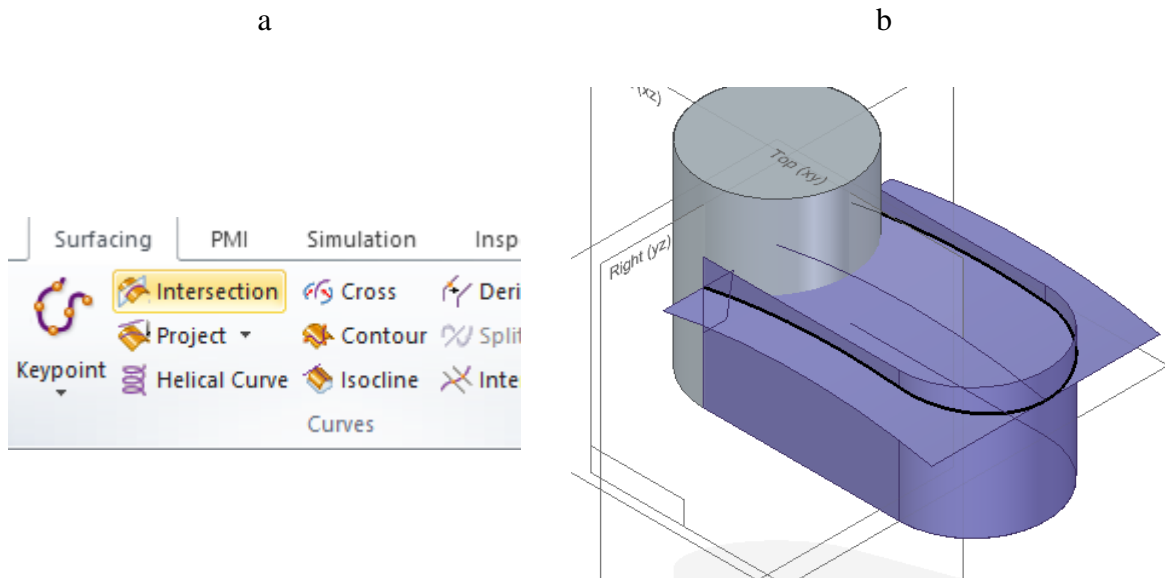 a
b
Surfacing PMI Simulation Insp
Intersection Cross Deri
Project Contour Split
Keypoint Helical Curve Isocline Inte
Curves
(xz)
Top (xy)
Right (yz)